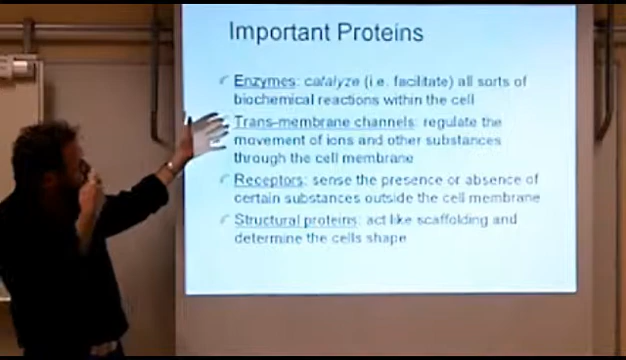 Important Proteins
Enzymes: catalyze (i.e. facilitate) all sorts of
biochemical reactions within the cell
Trans-membrane channels: regulate the
movement of ions and other substances
through the cell membrane
Receptors: sense the presence or absence of
certain substances outside the cell membrane
Structural proteins: act like scaffolding and
determine the cells shape